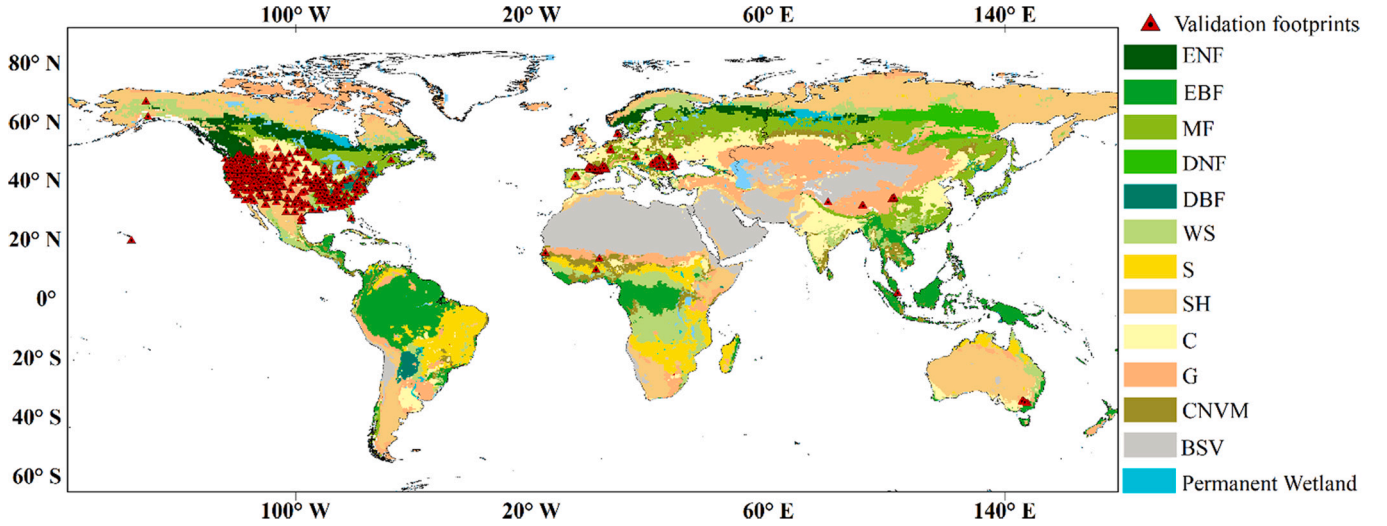 100° W 20° W 60° E 140° E
80° N
60° N
40° N
20° N
0°
20° S
40° S
60° S
100° W 20° W 60° E 140° E
Validation footprints
ENF
EBF
MF
DNF
DBF
WS
S
SH
C
G
CNVM
BSV
Permanent Wetland